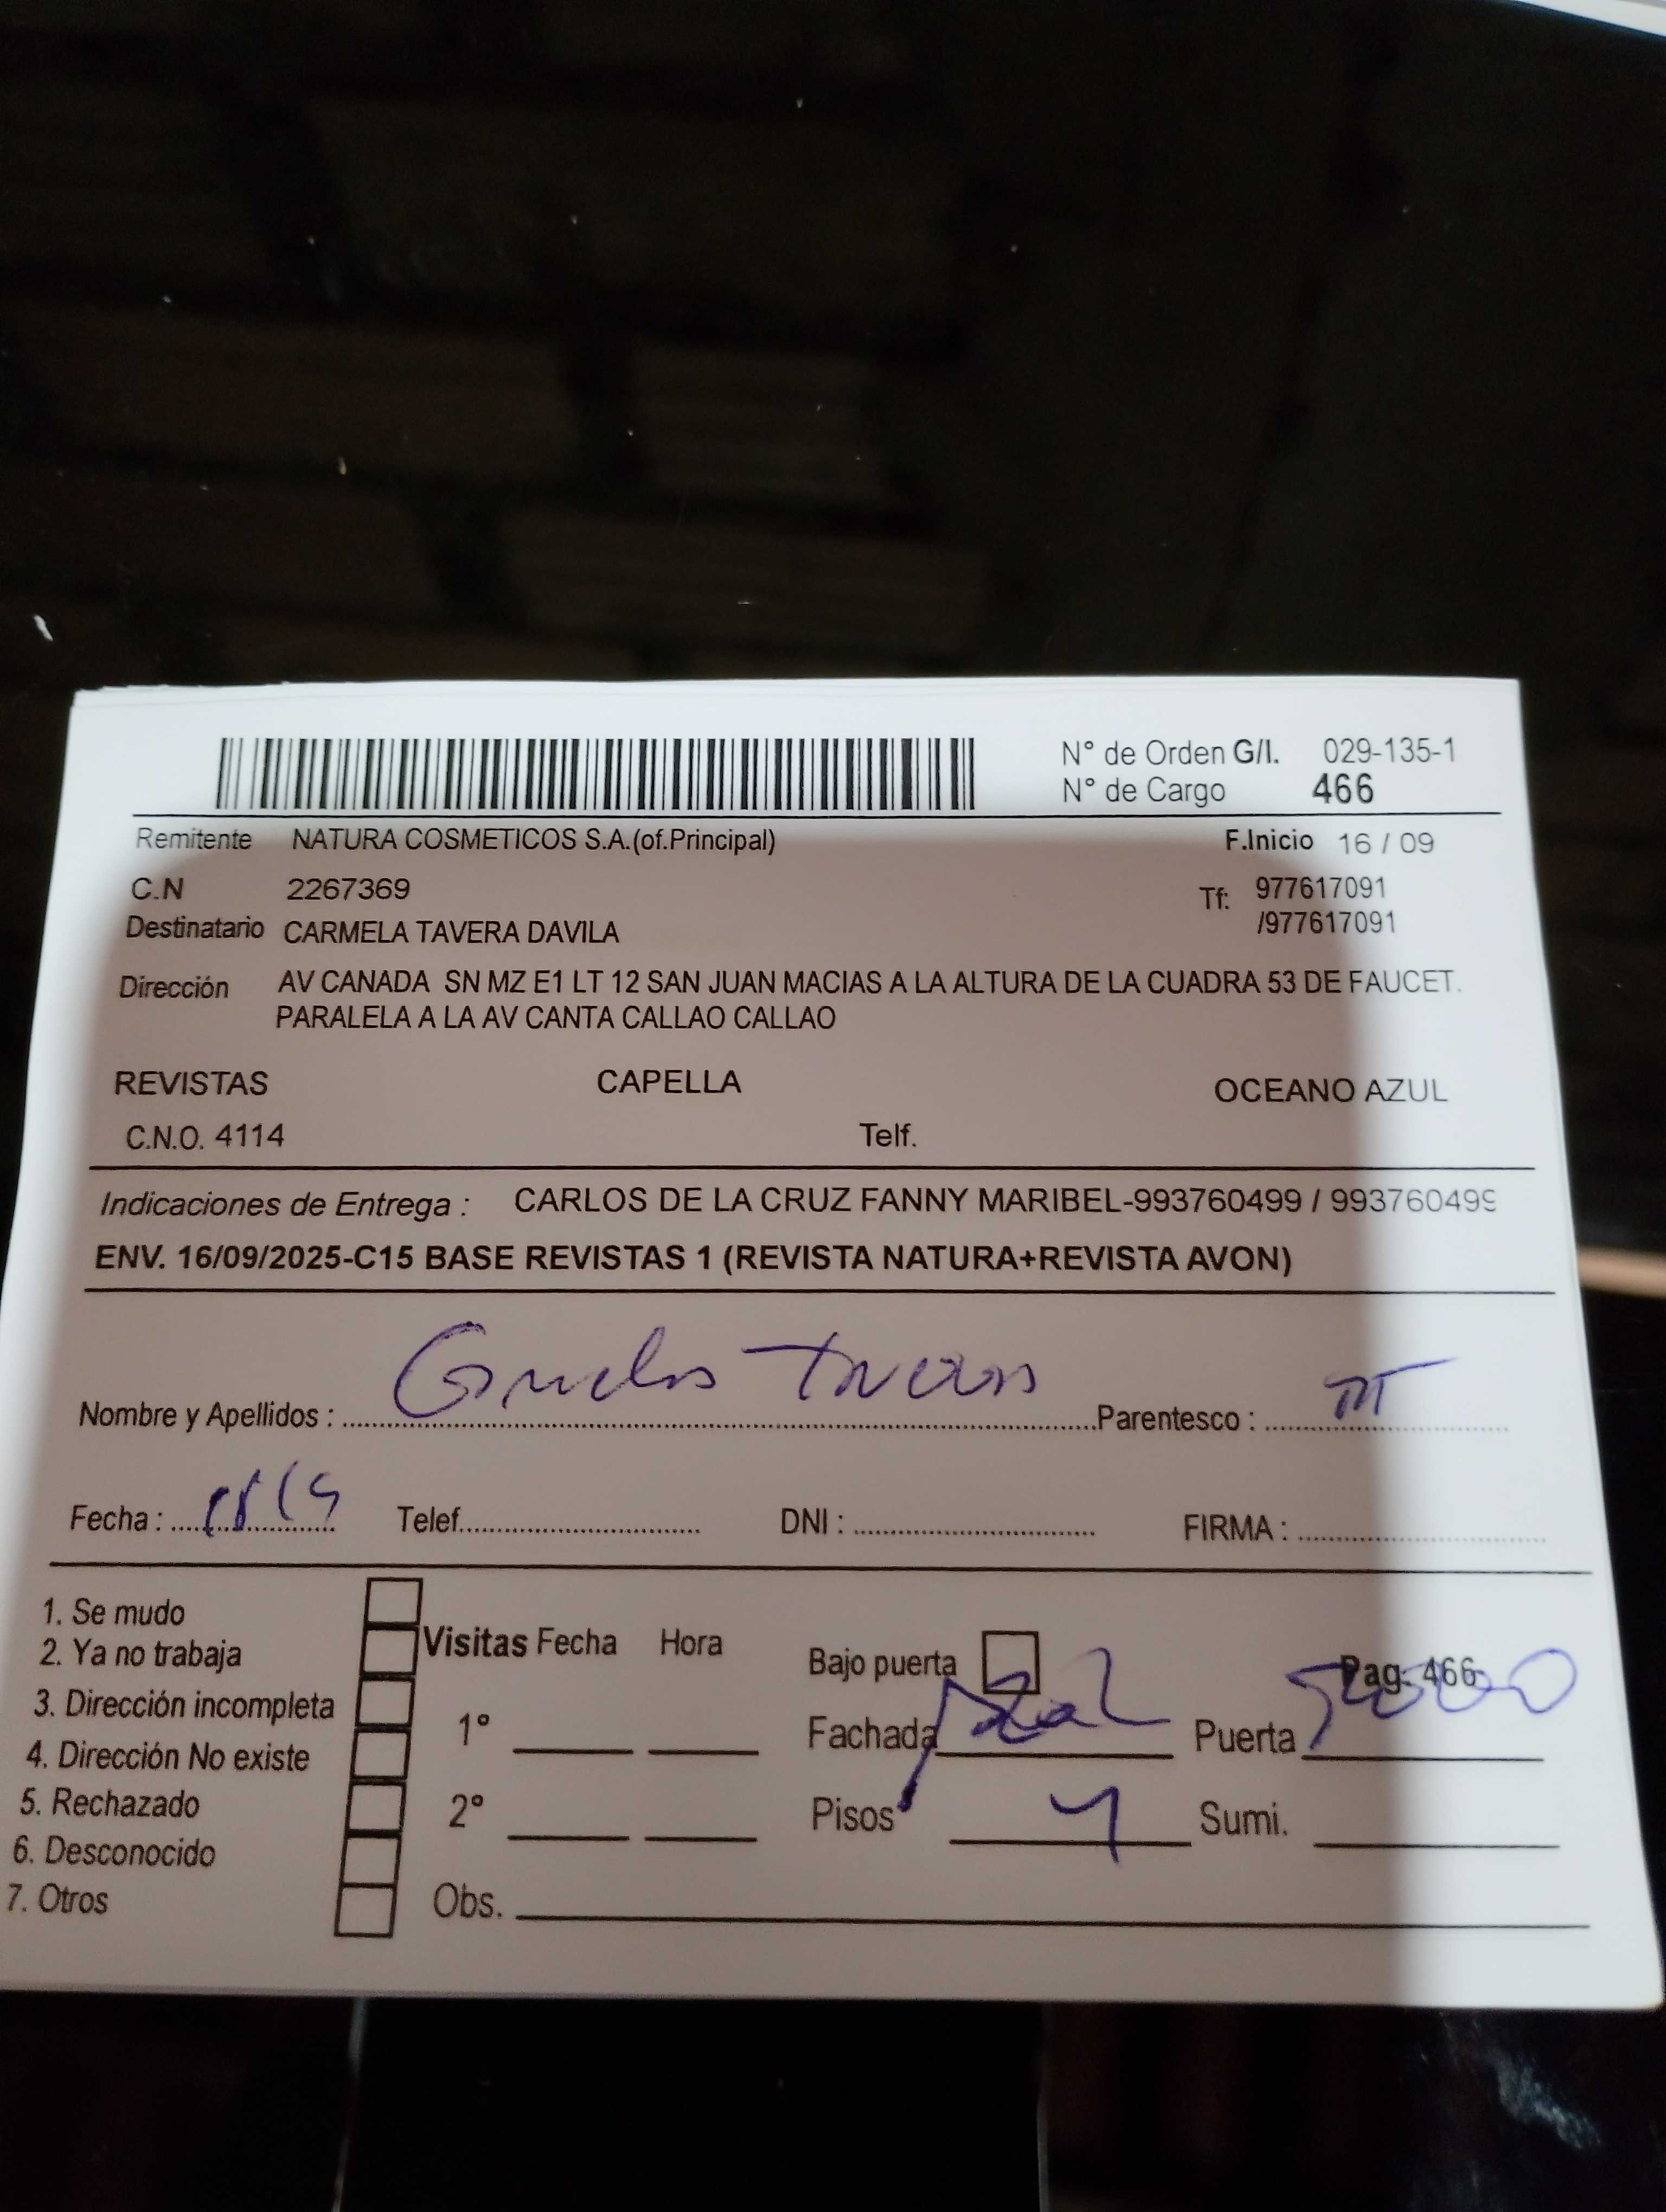 N° de Orden G/I. 029-135-1
N° de Cargo 466
Remitente NATURA COSMETICOS S.A.(of.Principal) F.Inicio 16 / 09
C.N 2267369 Tf: 977617091
/977617091
Destinatario CARMELA TAVERA DAVILA
Dirección AV CANADA SN MZ E1 LT 12 SAN JUAN MACIAS A LA ALTURA DE LA CUADRA 53 DE FAUCET.
PARALELA A LA AV CANTA CALLAO CALLAO
REVISTAS CAPELLA OCEANO AZUL
C.N.O. 4114 Telf.
Indicaciones de Entrega : CARLOS DE LA CRUZ FANNY MARIBEL-993760499 / 993760499
ENV. 16/09/2025-C15 BASE REVISTAS 1 (REVISTA NATURA+REVISTA AVON)
Nombre y Apellidos : Parentesco : TT
Fecha : Telef. DNI : FIRMA :
1. Se mudo
2. Ya no trabaja
3. Dirección incompleta
4. Dirección No existe
5. Rechazado
6. Desconocido
7. Otros
Visitas Fecha Hora
1°
2°
Obs.
Bajo puerta Pag: 466
Fachada Puerta
Pisos Sumi.